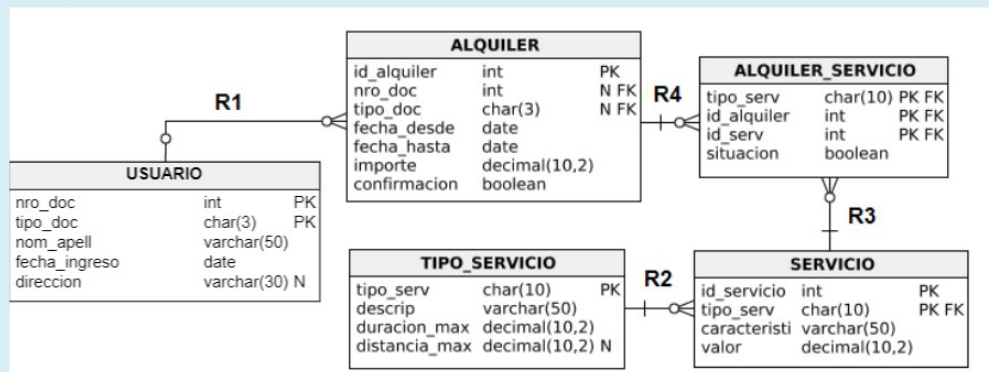 ALQUILER
id_alquiler int PK
nro_doc int N FK
tipo_doc char(3) N FK
fecha_desde date
fecha_hasta date
importe decimal(10,2)
confirmacion boolean
R1
R4
ALQUILER_SERVICIO
tipo_serv char(10) PK FK
id_alquiler int PK FK
id_serv int PK FK
situacion boolean
USUARIO
nro_doc int PK
tipo_doc char(3) PK
nom_apell varchar(50)
fecha_ingreso date
direccion varchar(30) N
R3
TIPO_SERVICIO
tipo_serv char(10) PK
descrip varchar(50)
duracion_max decimal(10,2)
distancia_max decimal(10,2) N
R2
SERVICIO
id_servicio int PK
tipo_serv char(10) PK FK
caracteristi varchar(50)
valor decimal(10,2)